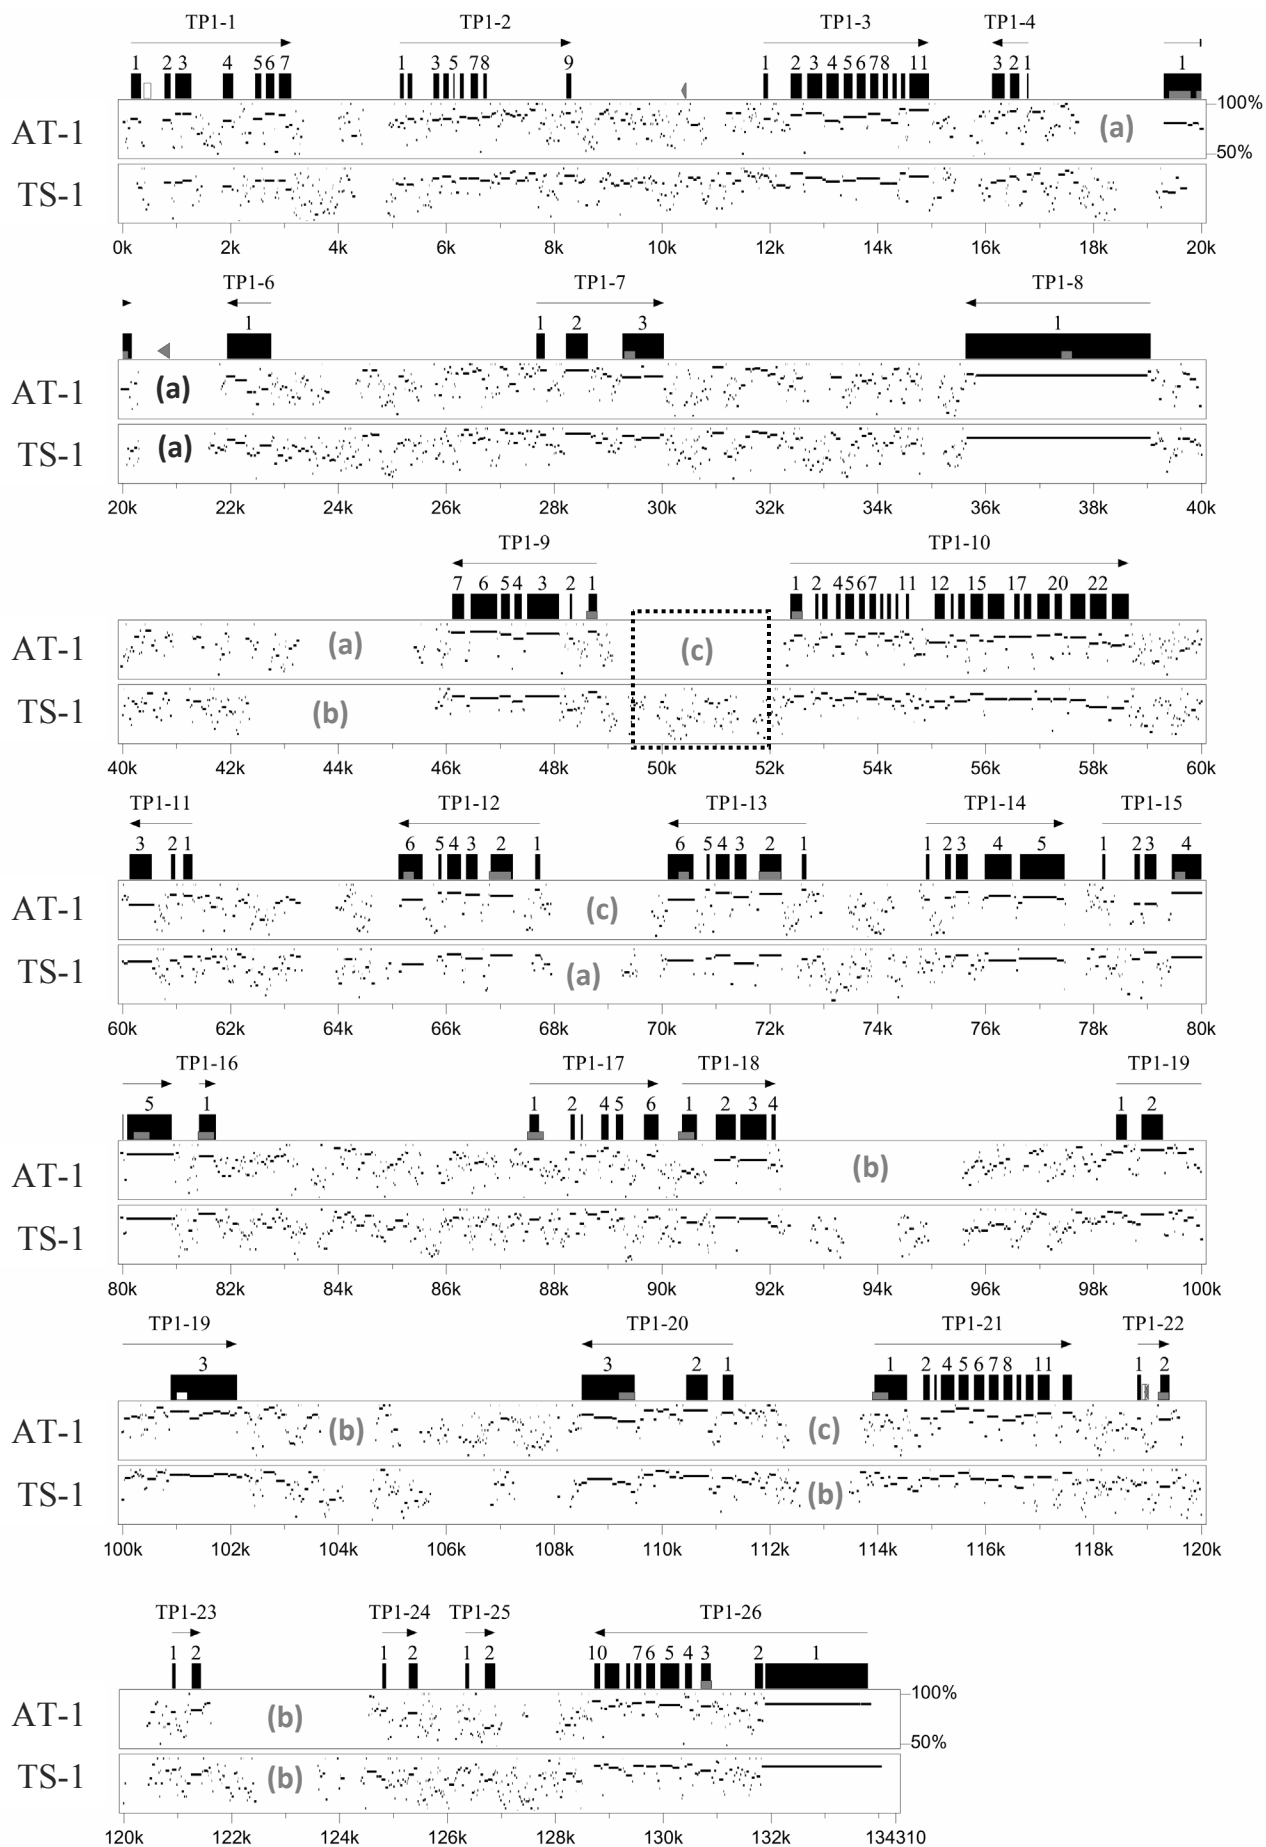 TP1-1 TP1-2 TP1-3 TP1-4
1 2 3 4 5 6 7 1 3 5 7 8 9 1 2 3 4 5 6 7 8 11 3 2 1 1
AT-1 (a) 100%
50%
TS-1
0k 2k 4k 6k 8k 10k 12k 14k 16k 18k 20k
TP1-6 TP1-7 TP1-8
1 1 2 3 1
AT-1 (a)
TS-1 (a)
20k 22k 24k 26k 28k 30k 32k 34k 36k 38k 40k
TP1-9 TP1-10
7 6 5 4 3 2 1 1 2 4 5 6 7 11 12 15 17 20 22
AT-1 (a) (c)
TS-1 (b)
40k 42k 44k 46k 48k 50k 52k 54k 56k 58k 60k
TP1-11 TP1-12 TP1-13 TP1-14 TP1-15
3 2 1 6 5 4 3 2 1 6 5 4 3 2 1 1 2 3 4 5 1 2 3 4
AT-1 (c)
TS-1 (a)
60k 62k 64k 66k 68k 70k 72k 74k 76k 78k 80k
TP1-16 TP1-17 TP1-18 TP1-19
5 1 1 2 4 5 6 1 2 3 4 1 2
AT-1 (b)
TS-1
80k 82k 84k 86k 88k 90k 92k 94k 96k 98k 100k
TP1-19 TP1-20 TP1-21 TP1-22
3 3 2 1 1 2 4 5 6 7 8 11 1 2
AT-1 (b) (c)
TS-1 (b)
100k 102k 104k 106k 108k 110k 112k 114k 116k 118k 120k
TP1-23 TP1-24 TP1-25 TP1-26
1 2 1 2 1 2 10 7 6 5 4 3 2 1
AT-1 (b) 100%
50%
TS-1 (b)
120k 122k 124k 126k 128k 130k 132k 134310